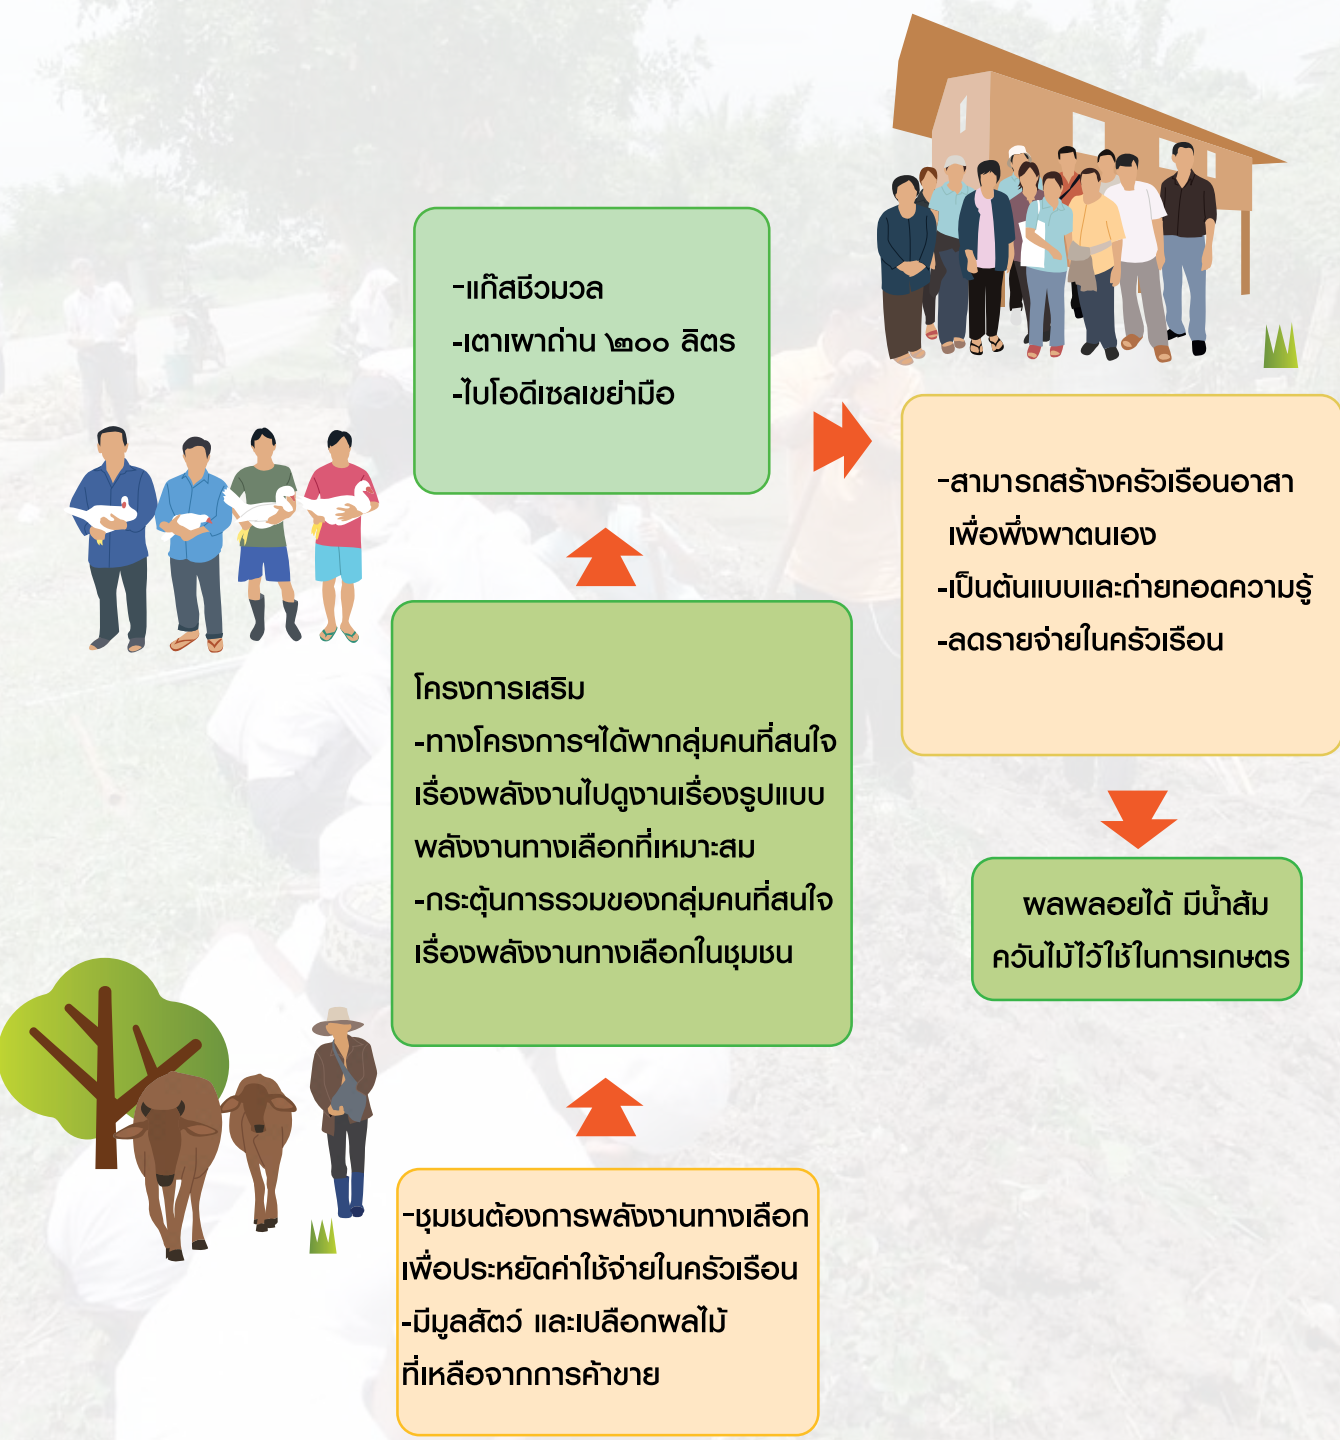 -แก๊สชีวมวล
-เตาเผาถ่าน ๒๐๐ ลิตร
-ไบโอดีเซลเขย่ามือ
-สามารถสร้างครัวเรือนอาสา
เพื่อพึ่งพาตนเอง
-เป็นต้นแบบและถ่ายทอดความรู้
-ลดรายจ่ายในครัวเรือน
โครงการเสริม
-ทางโครงการฯได้พากลุ่มคนที่สนใจ
เรื่องพลังงานไปดูงานเรื่องรูปแบบ
พลังงานทางเลือกที่เหมาะสม
-กระตุ้นการรวมของกลุ่มคนที่สนใจ
เรื่องพลังงานทางเลือกในชุมชน
ผลพลอยได้ มีน้ำส้ม
ควันไม้ไว้ใช้ในการเกษตร
-ชุมชนต้องการพลังงานทางเลือก
เพื่อประหยัดค่าใช้จ่ายในครัวเรือน
-มีมูลสัตว์ และเปลือกผลไม้
ที่เหลือจากการค้าขาย